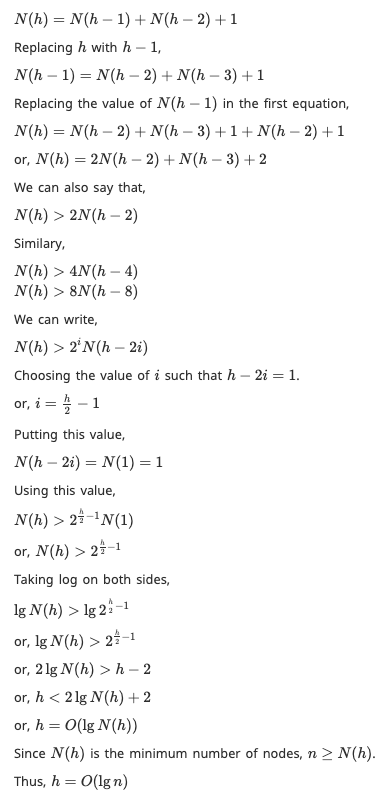 N(h) = N(h − 1) + N(h − 2) + 1
Replacing h with h − 1,
N(h − 1) = N(h − 2) + N(h − 3) + 1
Replacing the value of N(h − 1) in the first equation,
N(h) = N(h − 2) + N(h − 3) + 1 + N(h − 2) + 1
or, N(h) = 2N(h − 2) + N(h − 3) + 2
We can also say that,
N(h) > 2N(h − 2)
Similary,
N(h) > 4N(h − 4)
N(h) > 8N(h − 8)
We can write,
N(h) > 2^i N(h − 2i)
Choosing the value of i such that h − 2i = 1.
or, i = h/2 − 1
Putting this value,
N(h − 2i) = N(1) = 1
Using this value,
N(h) > 2^{h/2 − 1} N(1)
or, N(h) > 2^{h/2 − 1}
Taking log on both sides,
lg N(h) > lg 2^{h/2 − 1}
or, lg N(h) > 2^{h/2 − 1}
or, 2 lg N(h) > h − 2
or, h < 2 lg N(h) + 2
or, h = O(lg N(h))
Since N(h) is the minimum number of nodes, n ≥ N(h).
Thus, h = O(lg n)